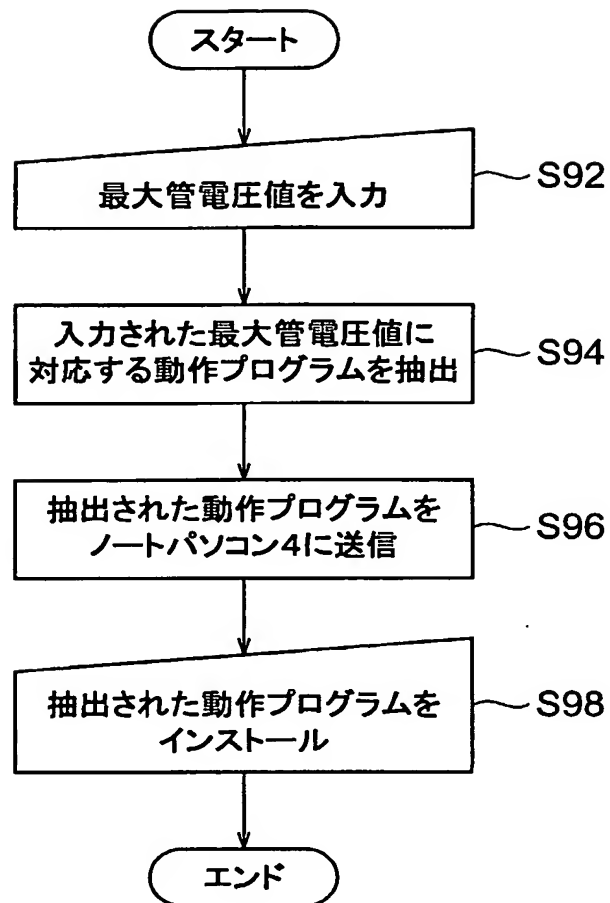 スタート
最大管電圧値を入力
S92
入力された最大管電圧値に
対応する動作プログラムを抽出
S94
抽出された動作プログラムを
ノートパソコン4に送信
S96
抽出された動作プログラムを
インストール
S98
エンド